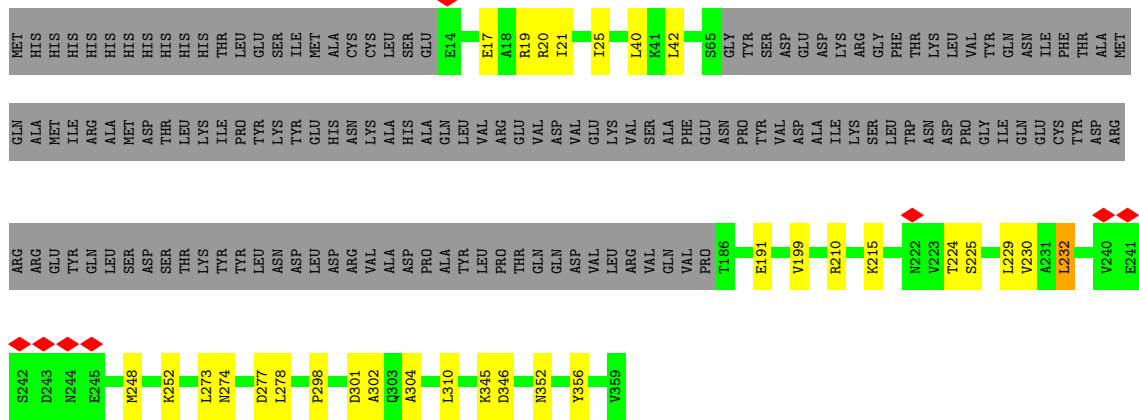 MET HIS HIS HIS HIS HIS HIS HIS HIS HIS HIS THR LEU GLU SER ILE MET ALA CYS CYS LEU SER GLU E14 E17 A18 R19 R20 I21 I25 L40 K41 L42 S65 GLY TYR SER ASP GLU ASP LYS ARG GLY PHE THR LYS LEU VAL TYR GLN ASN ILE PHE THR ALA MET
GLN ALA MET ILE ARG ALA MET ASP THR LEU LYS ILE PRO TYR LYS TYR GLU HIS ASN LYS ALA HIS ALA GLN LEU VAL ARG GLU VAL ASP VAL GLU LYS VAL SER ALA PHE GLU ASN PRO TYR VAL ASP ALA ILE LYS SER LEU TRP ASN ASP PRO GLY ILE GLN GLU CYS TYR ASP ARG
ARG ARG GLU TYR GLN LEU SER ASP SER THR LYS TYR TYR LEU ASN ASP LEU ASP ARG VAL ALA ASP PRO ALA TYR LEU PRO THR GLN GLN ASP VAL LEU ARG VAL GLN VAL PRO T186 E191 V199 R210 K215 N222 V223 T224 S225 L229 V230 A231 L232 V240 E241
S242 D243 N244 E245 M248 K252 L273 N274 D277 L278 P298 D301 A302 Q303 A304 L310 K345 D346 N352 Y356 V359